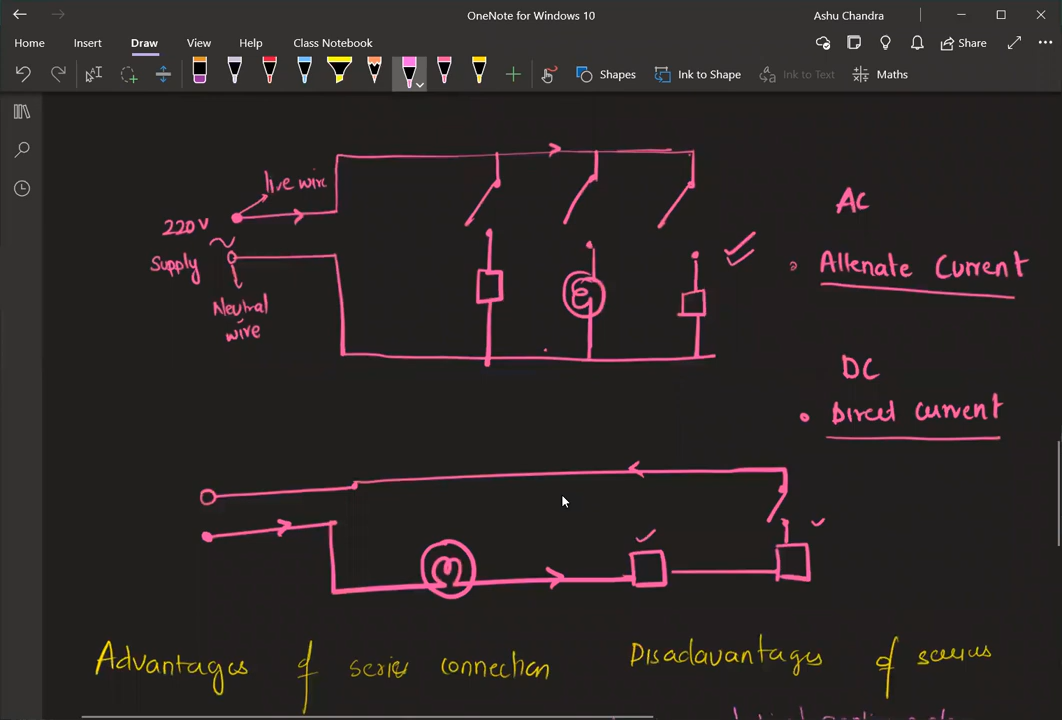 OneNote for Windows 10
Ashu Chandra
Home Insert Draw View Help Class Notebook
Share
Shapes Ink to Shape Ink to Text Maths
live wire
220V
Supply
Neutral
wire
AC
Alternate Current
DC
Direct current
Advantages of series connection
Disadavantages of series